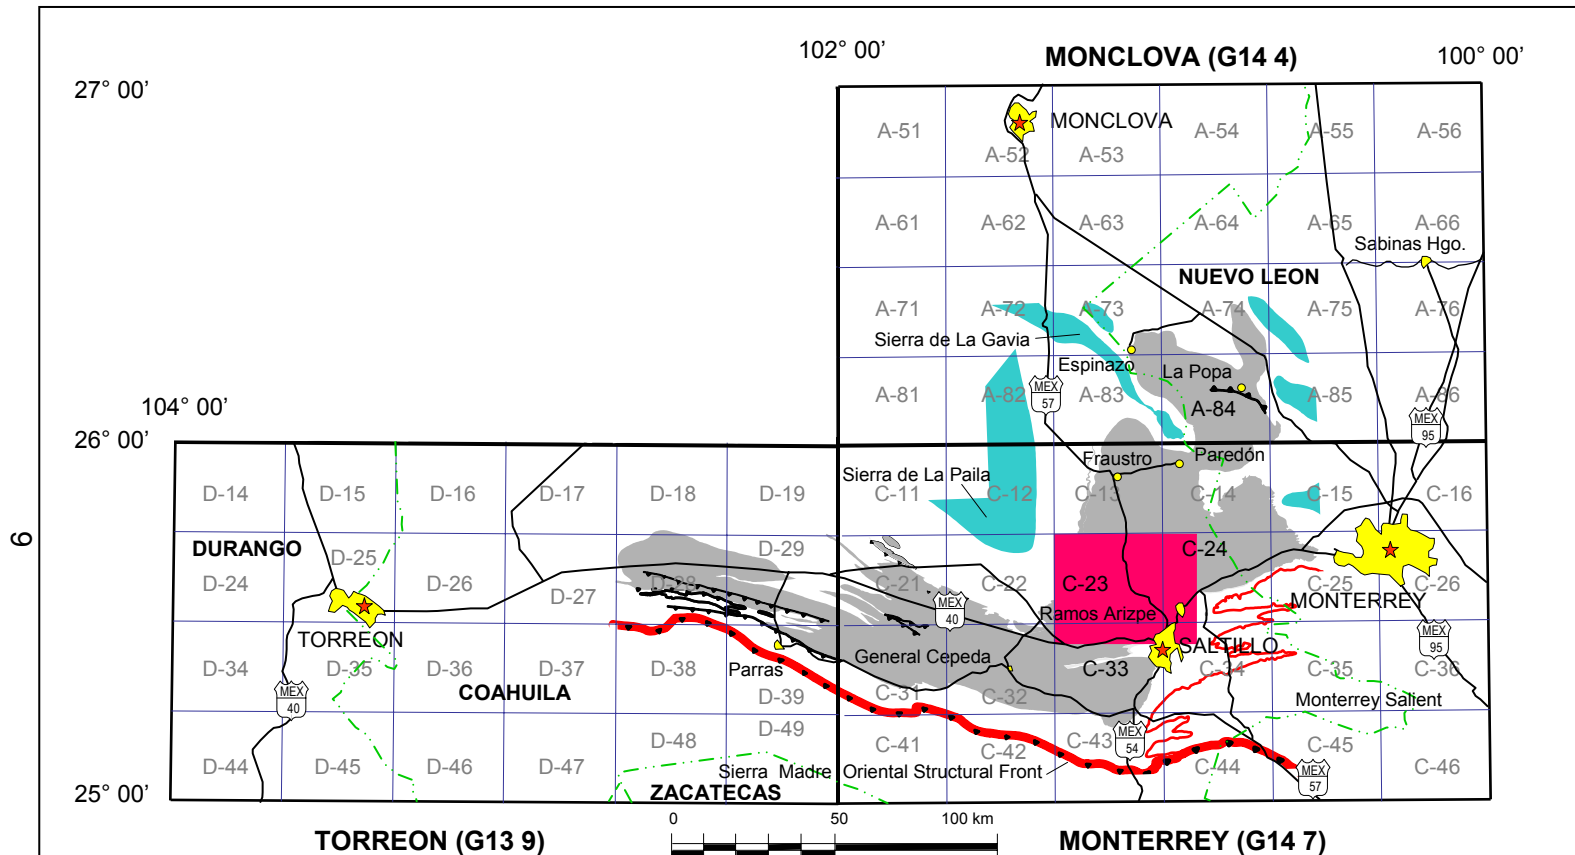 102° 00’
100° 00’
MONCLOVA (G14 4)
27° 00’
A-51
A-52
A-53
A-54
A-55
A-56
MONCLOVA
A-61
A-62
A-63
A-64
A-65
A-66
Sabinas Hgo.
NUEVO LEON
A-71
A-72
A-73
A-74
A-75
A-76
Sierra de La Gavia
Espinazo
La Popa
MEX
57
A-81
A-82
A-83
A-84
A-85
A-86
MEX
95
104° 00’
26° 00’
Fraustro
Paredón
Sierra de La Paila
D-14
D-15
D-16
D-17
D-18
D-19
C-11
C-12
C-13
C-14
C-15
C-16
9
DURANGO
D-25
D-29
C-24
D-24
D-26
D-27
D-28
C-21
C-22
C-23
C-25
C-26
MEX
40
Ramos Arizpe
MONTERREY
TORREON
MEX
95
SALTILLO
General Cepeda
Parras
D-34
D-35
D-36
D-37
D-38
D-39
C-31
C-32
C-33
C-34
C-35
C-36
MEX
40
COAHUILA
Monterrey Salient
D-49
D-48
C-41
C-42
C-43
MEX
54
C-45
D-44
D-45
D-46
D-47
Sierra Madre Oriental Structural Front
C-44
C-46
MEX
57
25° 00’
ZACATECAS
0
50
100 km
TORREON (G13 9)
MONTERREY (G14 7)